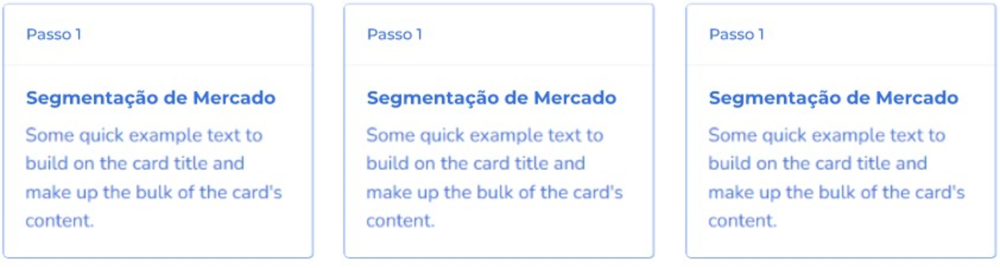 Passo 1
Segmentação de Mercado
Some quick example text to
build on the card title and
make up the bulk of the card's
content.
Passo 1
Segmentação de Mercado
Some quick example text to
build on the card title and
make up the bulk of the card's
content.
Passo 1
Segmentação de Mercado
Some quick example text to
build on the card title and
make up the bulk of the card's
content.